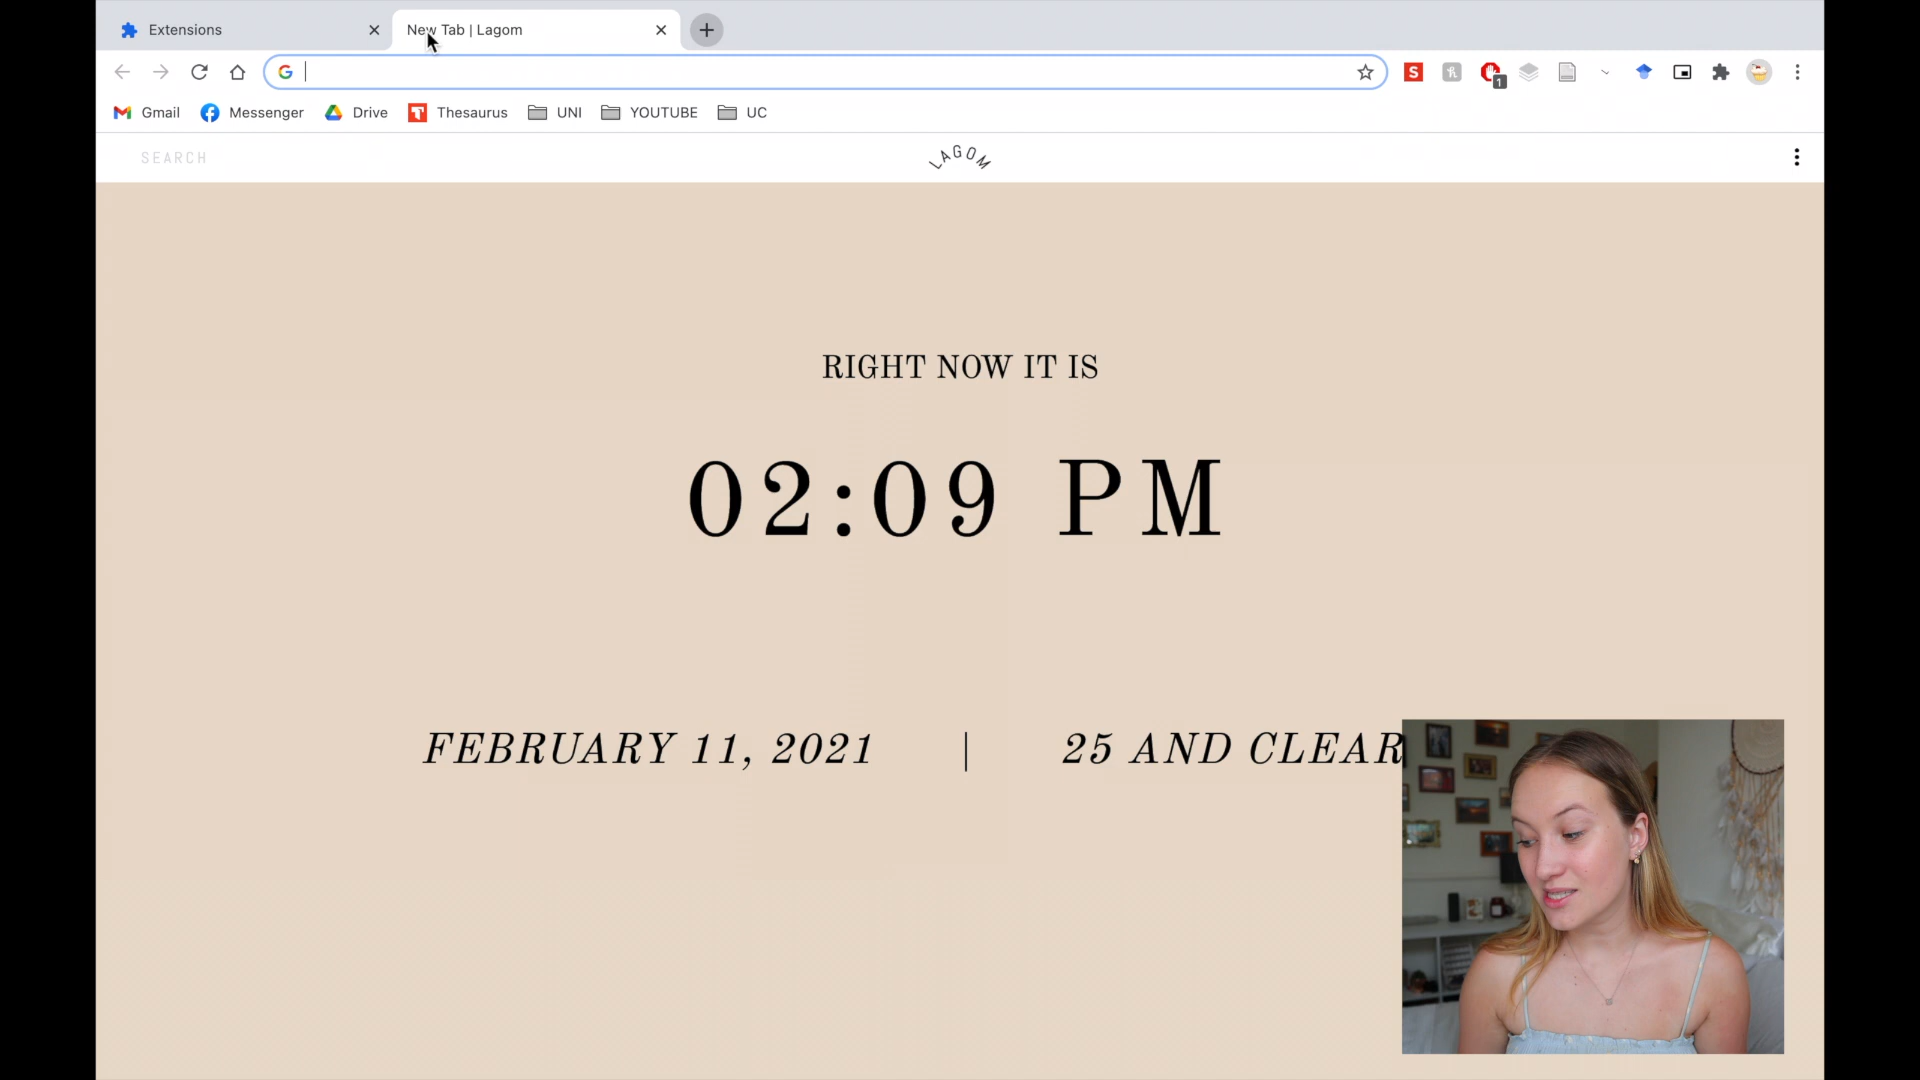 Extensions
New Tab | Lagom
S
1
Gmail
Messenger
Drive
Thesaurus
UNI
YOUTUBE
UC
SEARCH
LAGOM
RIGHT NOW IT IS
02:09 PM
FEBRUARY 11, 2021 | 25 AND CLEAR